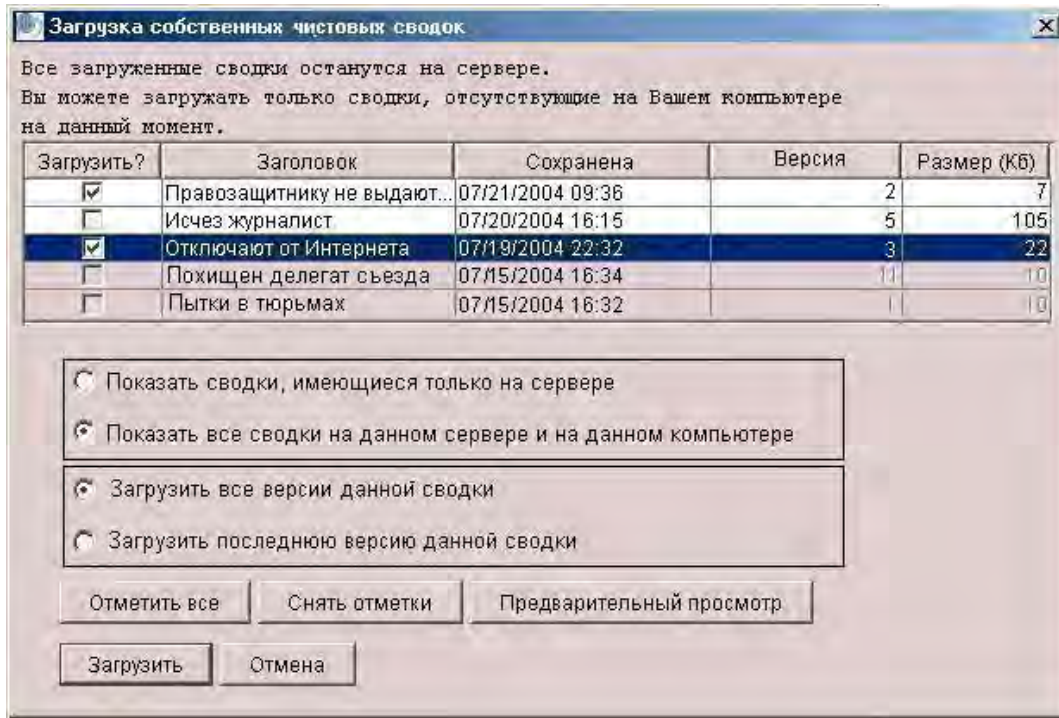 Загрузка собственных чистовых сводок
Все загруженные сводки останутся на сервере.
Вы можете загружать только сводки, отсутствующие на Вашем компьютере
на данный момент.
Загрузить? Заголовок Сохранена Версия Размер (Кб)
Правозащитнику не выдают... 07/21/2004 09:36 2 7
Исчез журналист 07/20/2004 16:15 5 105
Отключают от Интернета 07/19/2004 22:32 3 22
Похищен делегат съезда 07/15/2004 16:34 11 10
Пытки в тюрьмах 07/15/2004 16:32 10
Показать сводки, имеющиеся только на сервере
Показать все сводки на данном сервере и на данном компьютере
Загрузить все версии данной сводки
Загрузить последнюю версию данной сводки
Отметить все Снять отметки Предварительный просмотр
Загрузить Отмена